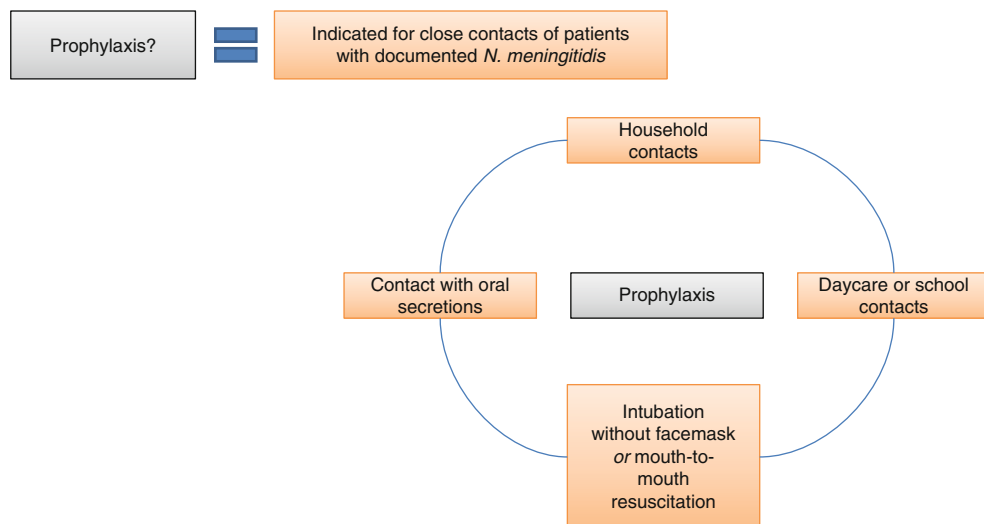 Prophylaxis?
Indicated for close contacts of patients
with documented N. meningitidis
Household
contacts
Contact with oral
secretions
Prophylaxis
Daycare or school
contacts
Intubation
without facemask
or mouth-to-
mouth
resuscitation